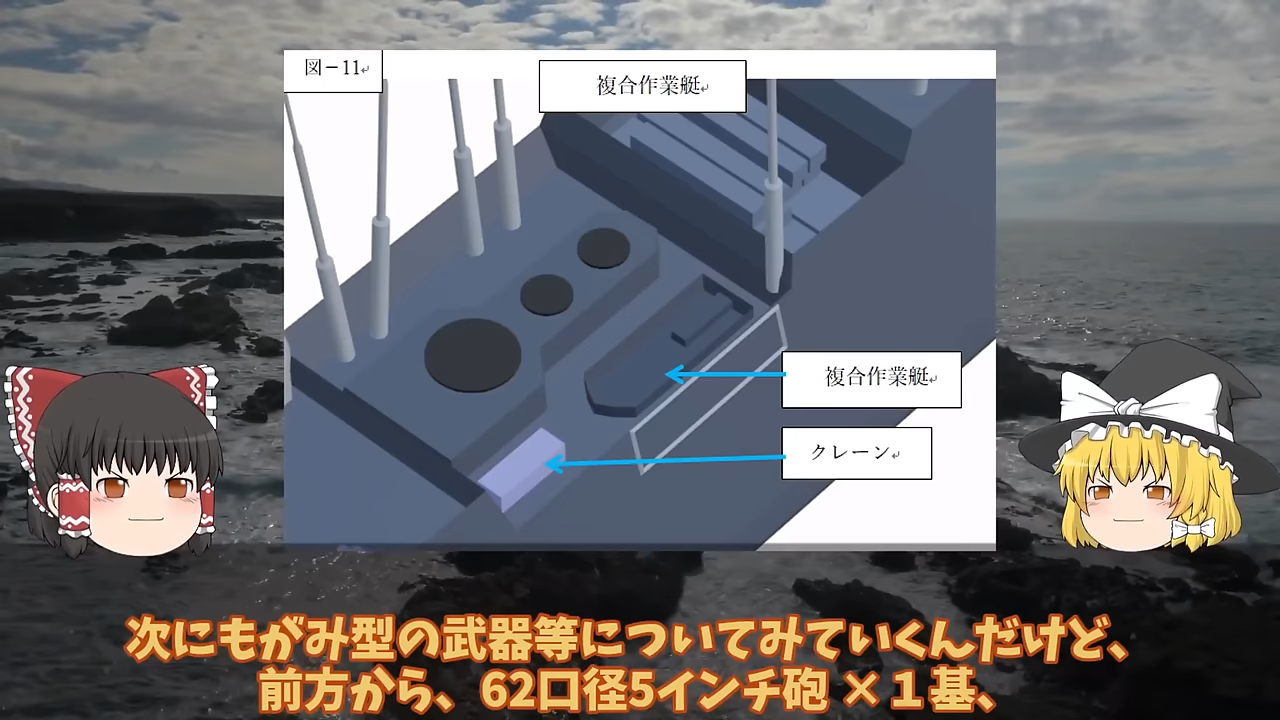 図－11
複合作業艇
複合作業艇
クレーン
次にもがみ型の武器等についてみていくんだけど、
前方から、62口径5インチ砲 ×１基、